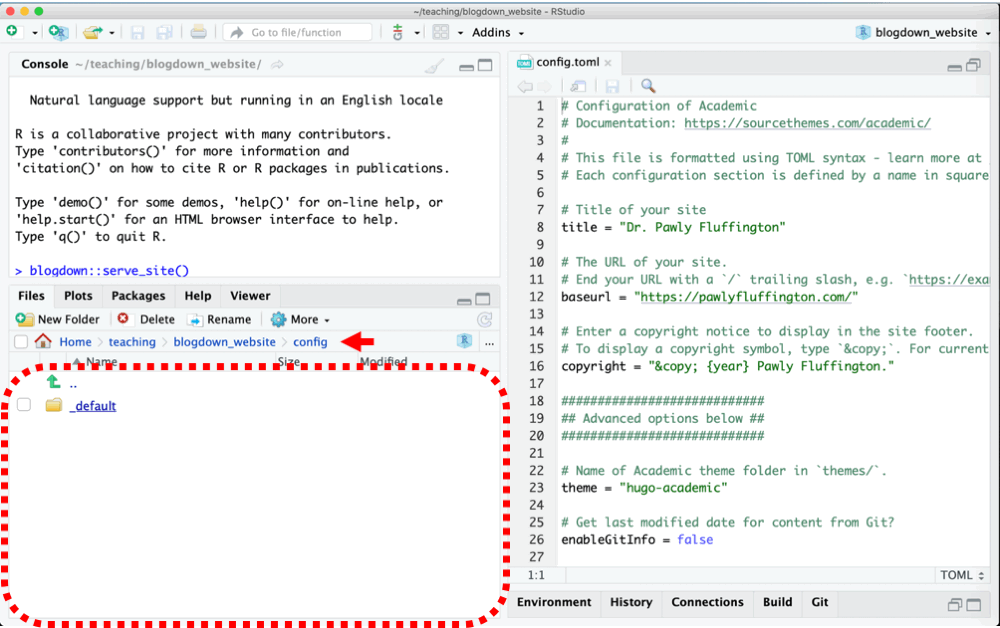 ~/teaching/blogdown_website - RStudio
Go to file/function
Addins
blogdown_website
Console ~/teaching/blogdown_website/
Natural language support but running in an English locale
R is a collaborative project with many contributors.
Type 'contributors()' for more information and
'citation()' on how to cite R or R packages in publications.
Type 'demo()' for some demos, 'help()' for on-line help, or
'help.start()' for an HTML browser interface to help.
Type 'q()' to quit R.
> blogdown::serve_site()
Files Plots Packages Help Viewer
New Folder Delete Rename More
Home teaching blogdown_website config ...
Name Size Modified
..
_default
config.toml
1 # Configuration of Academic
2 # Documentation: https://sourcethemes.com/academic/
3 #
4 # This file is formatted using TOML syntax - learn more at
5 # Each configuration section is defined by a name in square
6
7 # Title of your site
8 title = "Dr. Pawly Fluffington"
9
10 # The URL of your site.
11 # End your URL with a `/` trailing slash, e.g. `https://exa
12 baseurl = "https://pawlyfluffington.com/"
13
14 # Enter a copyright notice to display in the site footer.
15 # To display a copyright symbol, type `&copy;`. For current
16 copyright = "&copy; {year} Pawly Fluffington."
17
18 ############################
19 ## Advanced options below ##
20 ############################
21
22 # Name of Academic theme folder in `themes/`.
23 theme = "hugo-academic"
24
25 # Get last modified date for content from Git?
26 enableGitInfo = false
27
1:1 TOML
Environment History Connections Build Git